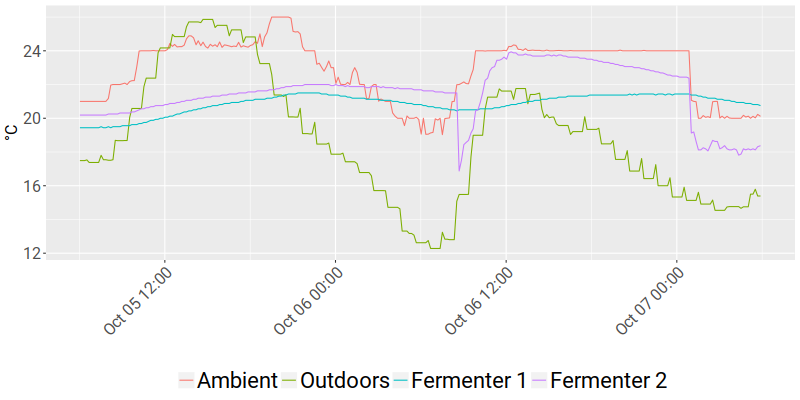 °C
24
20
16
12
Oct 05 12:00
Oct 06 00:00
Oct 06 12:00
Oct 07 00:00
Ambient Outdoors Fermenter 1 Fermenter 2